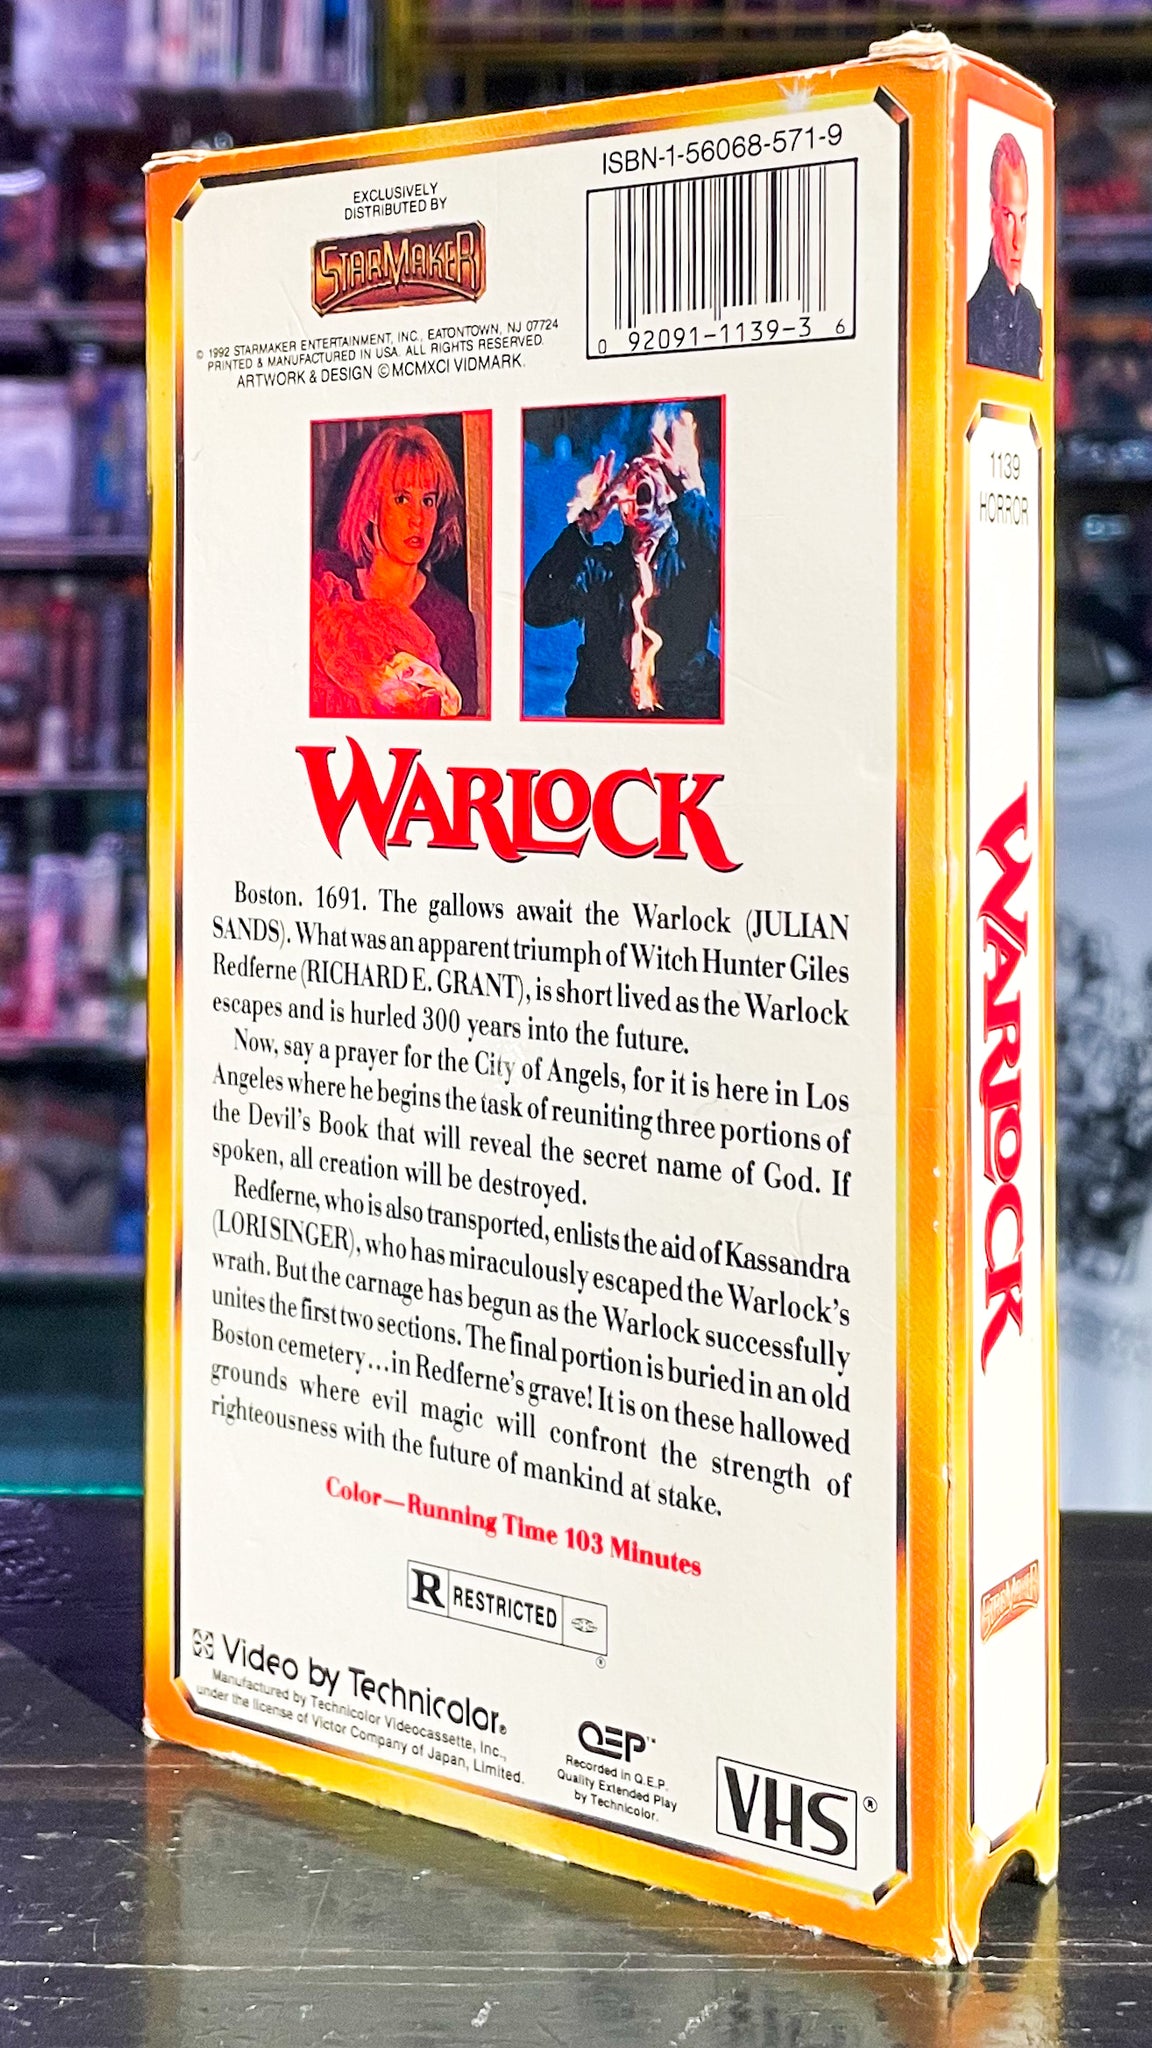 EXCLUSIVELY
DISTRIBUTED BY
STARMAKER
© 1992 STARMAKER ENTERTAINMENT, INC., EATONTOWN, NJ 07724
PRINTED & MANUFACTURED IN USA. ALL RIGHTS RESERVED.
ARTWORK & DESIGN © MCMXCI VIDMARK.
ISBN-1-56068-571-9
0 92091-1139-3 6
WARLOCK
Boston. 1691. The gallows await the Warlock (JULIAN
SANDS). What was an apparent triumph of Witch Hunter Giles
Redferne (RICHARD E. GRANT), is short lived as the Warlock
escapes and is hurled 300 years into the future.
Now, say a prayer for the City of Angels, for it is here in Los
Angeles where he begins the task of reuniting three portions of
the Devil's Book that will reveal the secret name of God. If
spoken, all creation will be destroyed.
Redferne, who is also transported, enlists the aid of Kassandra
(LORI SINGER), who has miraculously escaped the Warlock's
wrath. But the carnage has begun as the Warlock successfully
unites the first two sections. The final portion is buried in an old
Boston cemetery...in Redferne's grave! It is on these hallowed
grounds where evil magic will confront the strength of
righteousness with the future of mankind at stake.
Color—Running Time 103 Minutes
R RESTRICTED ®
Video by Technicolor®
Manufactured by Technicolor Videocassette, Inc.,
under the license of Victor Company of Japan, Limited.
QEP™
Recorded in Q.E.P.
Quality Extended Play
by Technicolor.
VHS ®
1139
HORROR
WARLOCK
STARMAKER